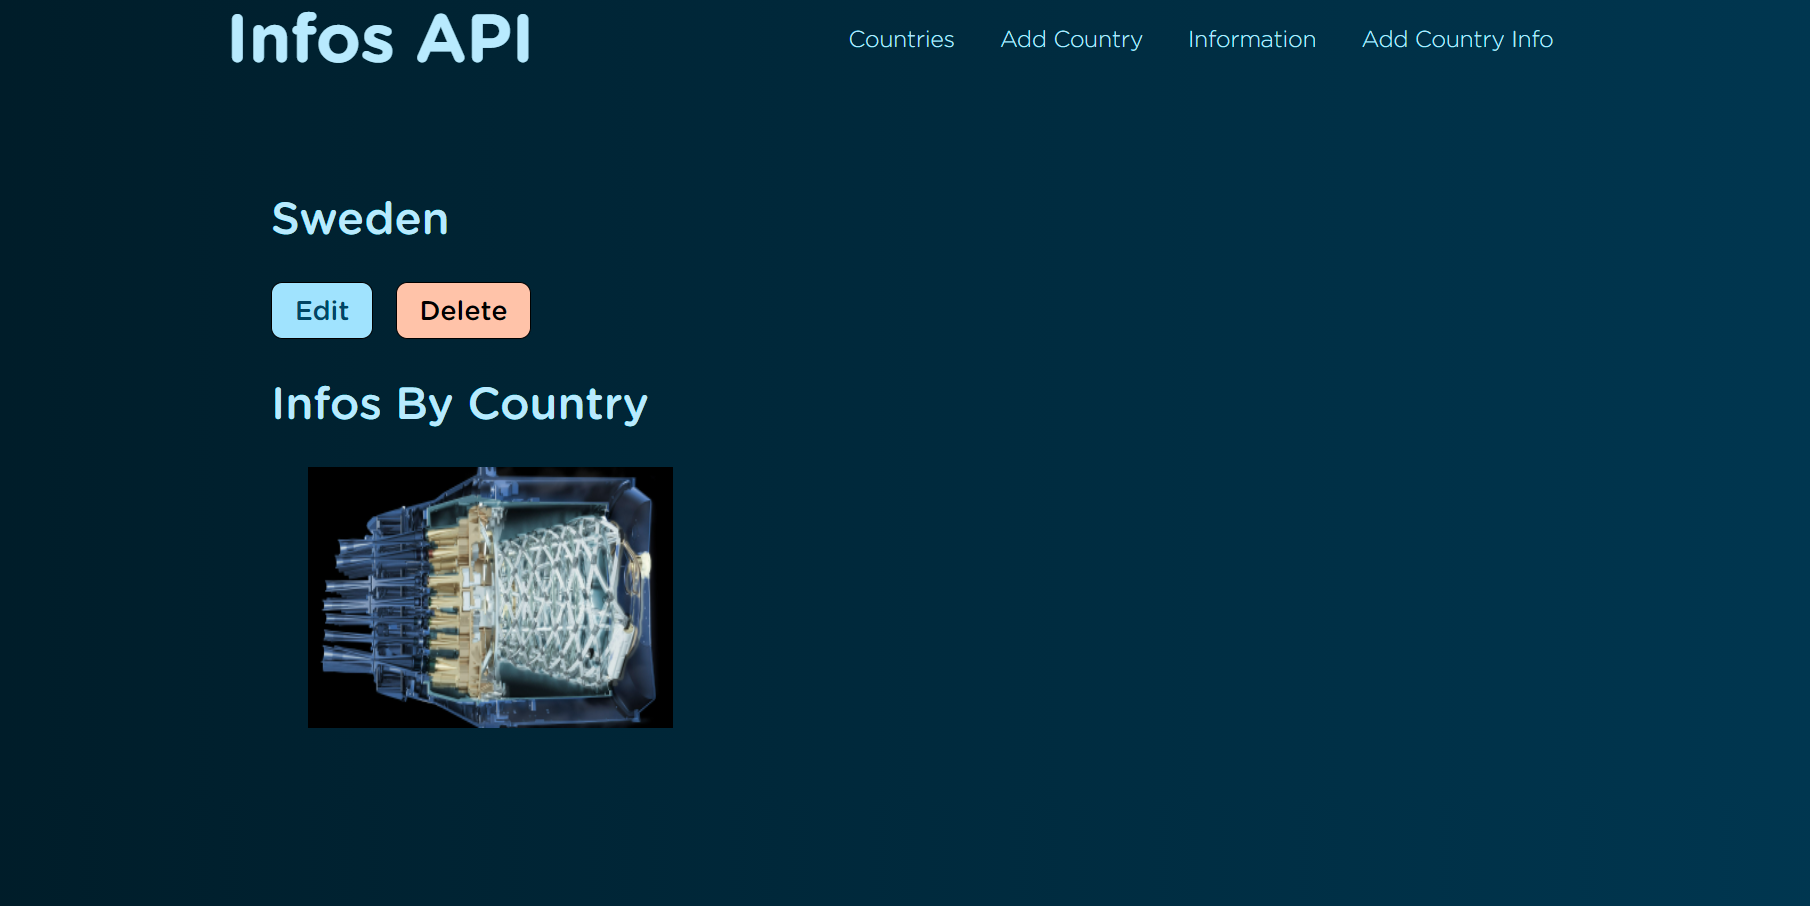 Infos API
Countries Add Country Information Add Country Info
Sweden
Edit Delete
Infos By Country